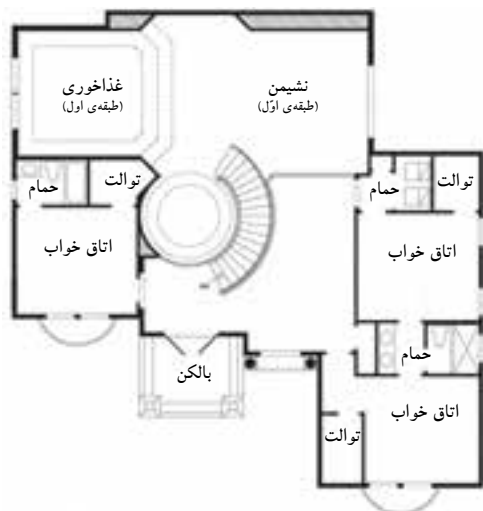 نشیمن
(طبقه‌ی اوّل)
غذاخوری
(طبقه‌ی اول)
توالت
حمام
اتاق خواب
توالت
حمام
اتاق خواب
حمام
بالکن
اتاق خواب
توالت